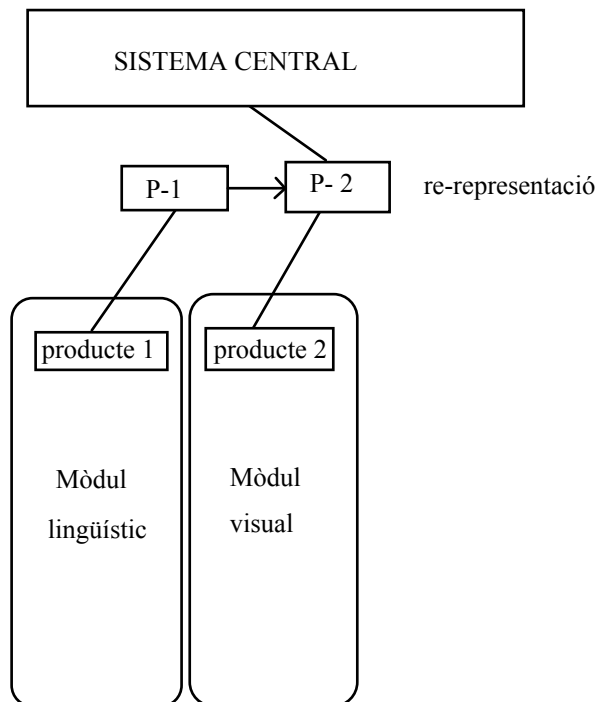 SISTEMA CENTRAL
P-1
P- 2
re-representació
producte 1
producte 2
Mòdul
lingüístic
Mòdul
visual